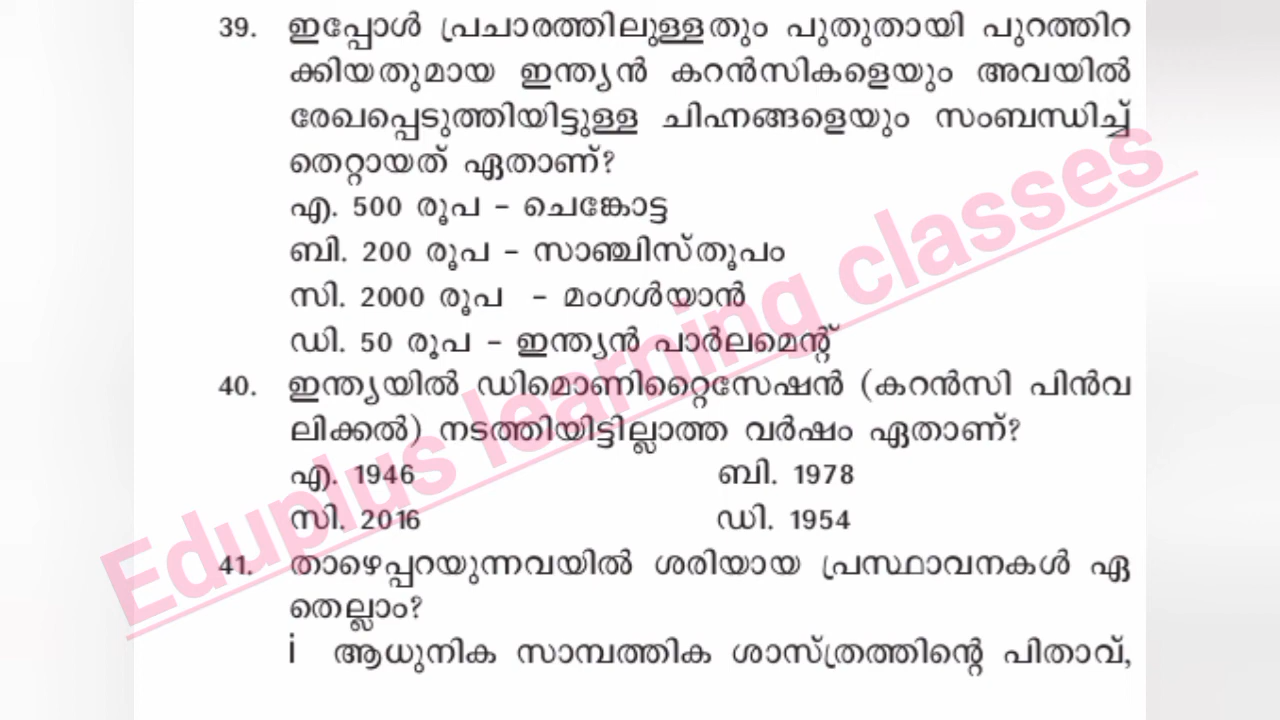 39. ഇപ്പോൾ പ്രചാരത്തിലുള്ളതും പുതുതായി പുറത്തിറ
ക്കിയതുമായ ഇന്ത്യൻ കറൻസികളെയും അവയിൽ
രേഖപ്പെടുത്തിയിട്ടുള്ള ചിഹ്നങ്ങളെയും സംബന്ധിച്ച്
തെറ്റായത് ഏതാണ്?
എ. 500 രൂപ – ചെങ്കോട്ട
ബി. 200 രൂപ – സാഞ്ചിസ്തൂപം
സി. 2000 രൂപ – മംഗൾയാൻ
ഡി. 50 രൂപ – ഇന്ത്യൻ പാർലമെന്റ്
40. ഇന്ത്യയിൽ ഡിമൊണിറ്റൈസേഷൻ (കറൻസി പിൻവ
ലിക്കൽ) നടത്തിയിട്ടില്ലാത്ത വർഷം ഏതാണ്?
എ. 1946 ബി. 1978
സി. 2016 ഡി. 1954
41. താഴെപ്പറയുന്നവയിൽ ശരിയായ പ്രസ്ഥാവനകൾ ഏ
തെല്ലാം?
i ആധുനിക സാമ്പത്തിക ശാസ്ത്രത്തിന്റെ പിതാവ്,
Eduplus learning classes